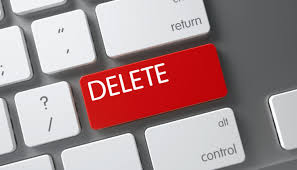 return
DELETE
?
/
alt
control